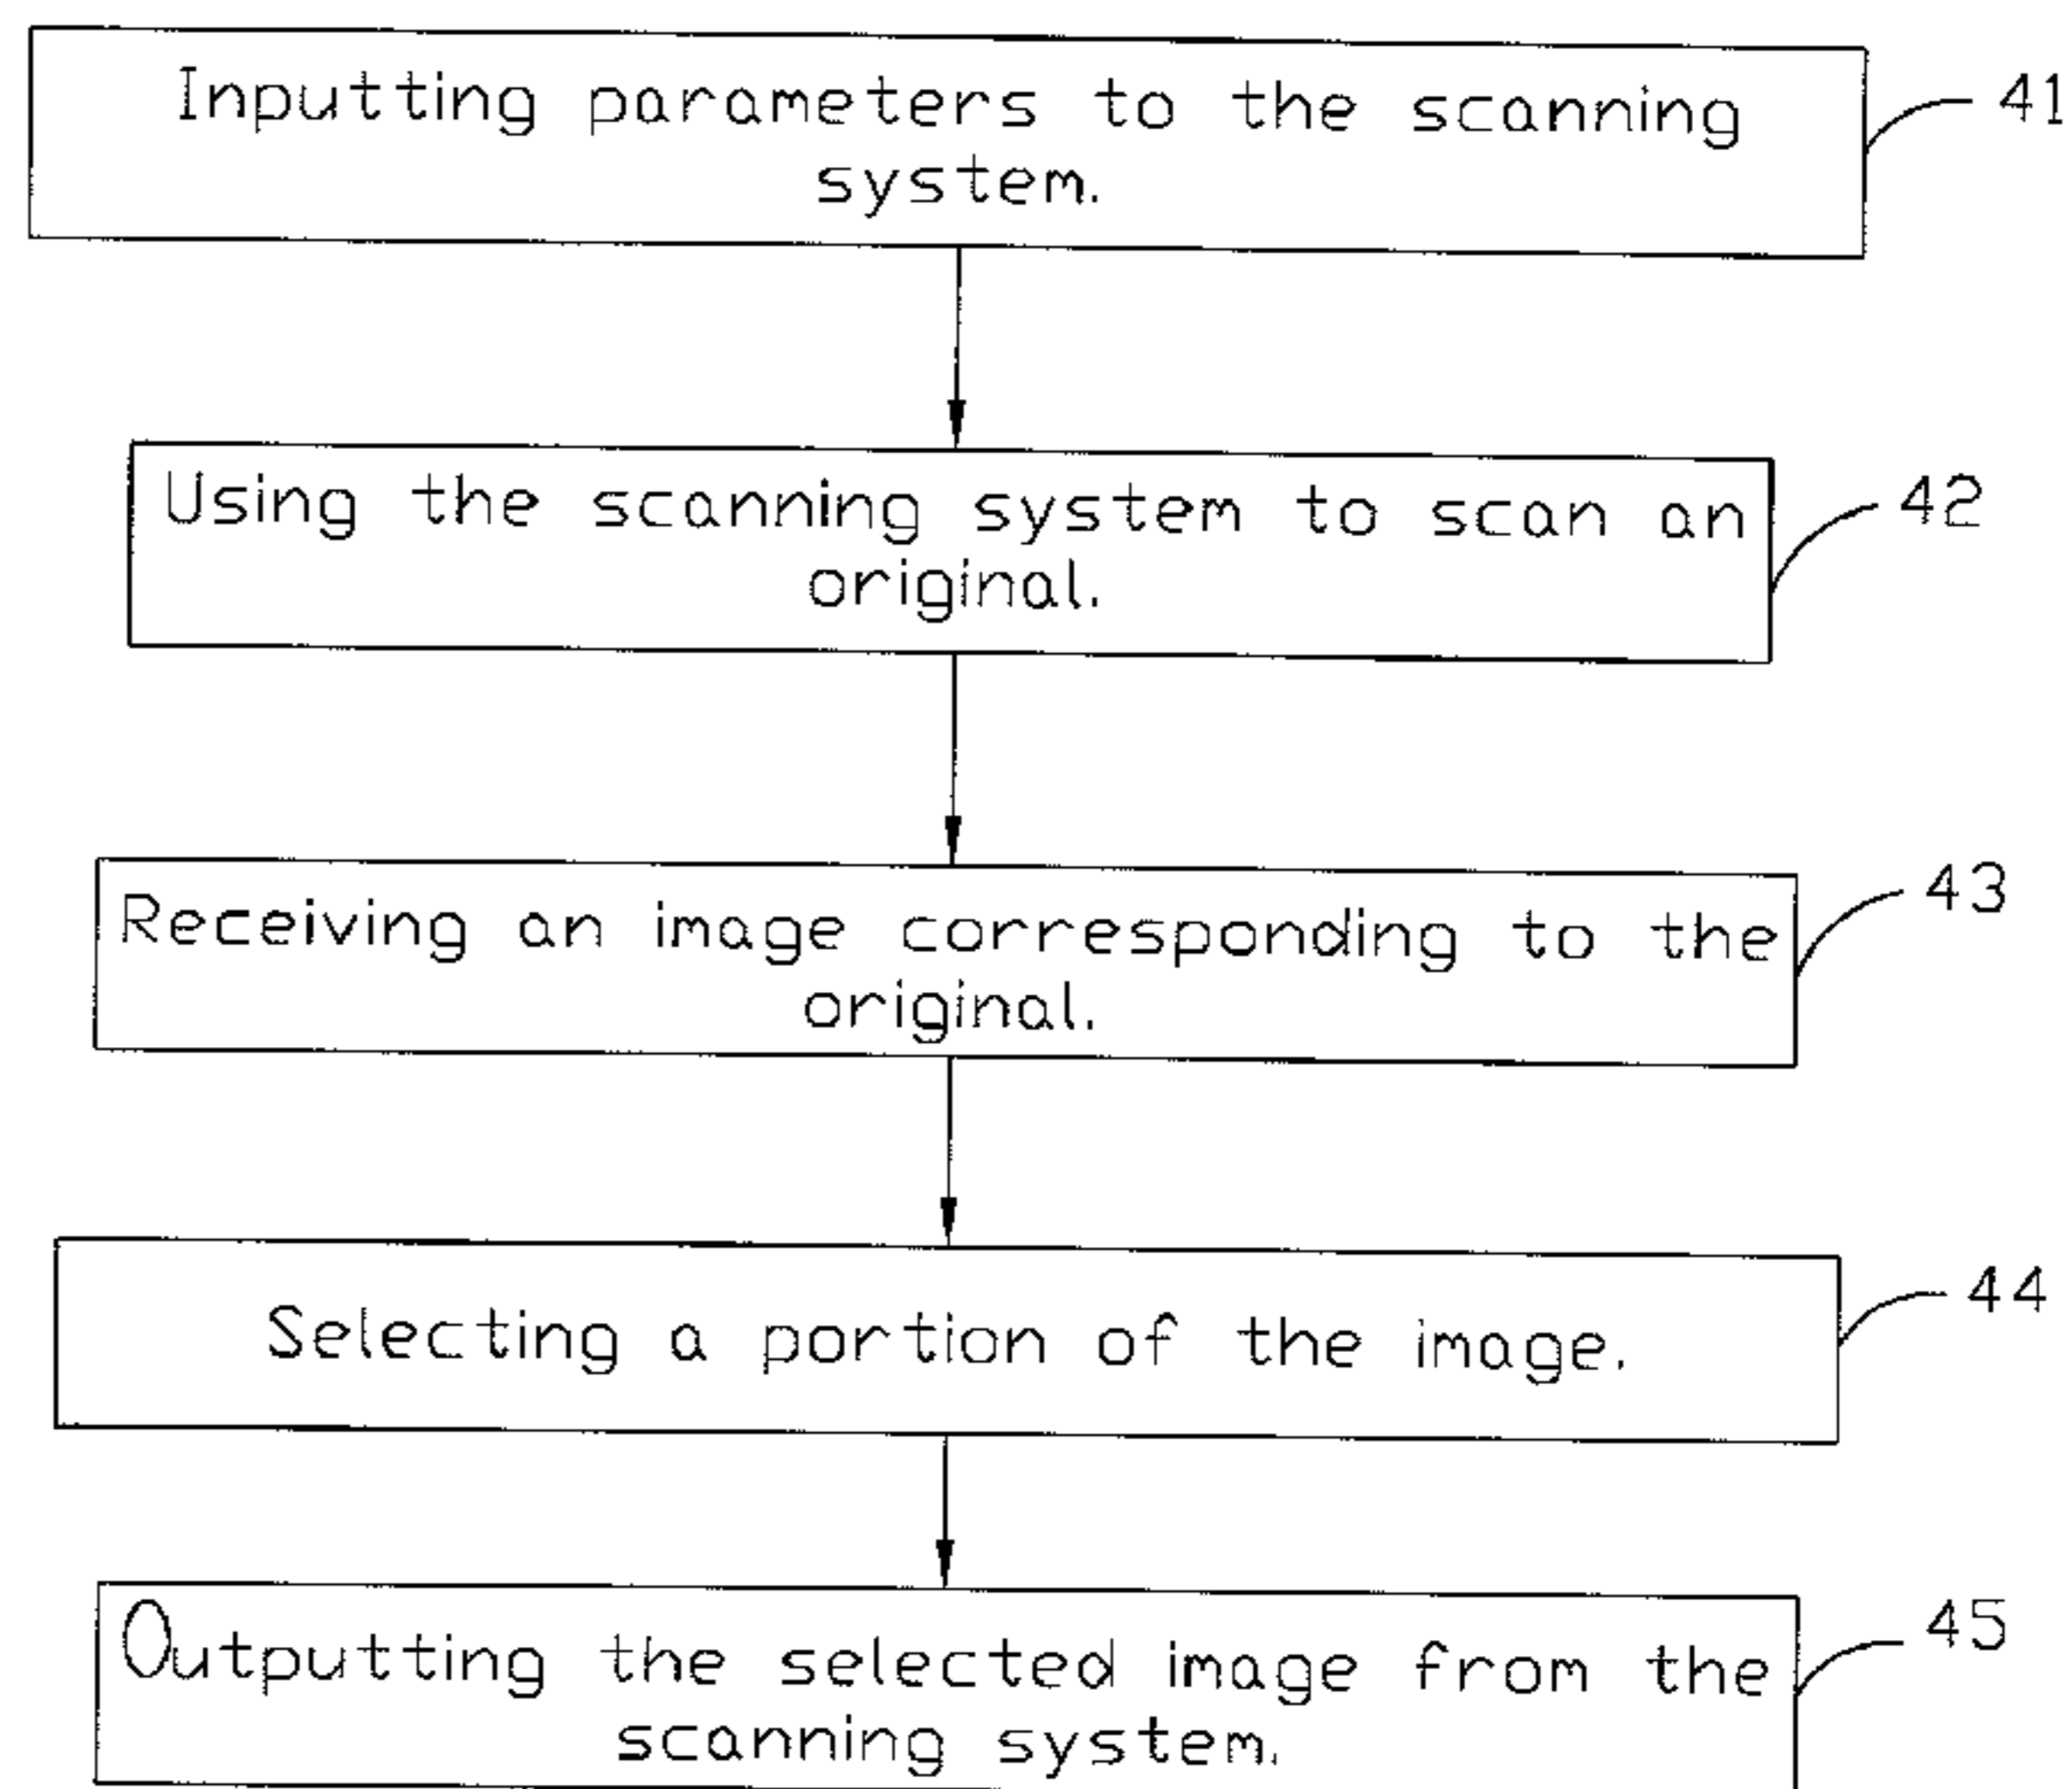 Inputting parameters to the scanning
system.
41
Using the scanning system to scan an
original.
42
Receiving an image corresponding to the
original.
43
Selecting a portion of the image.
44
Outputting the selected image from the
scanning system.
45